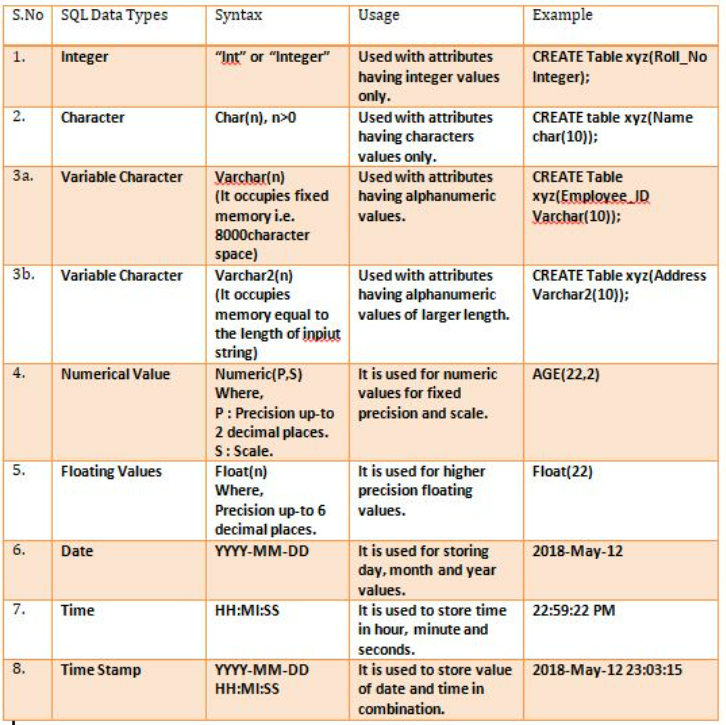 S.No SQL Data Types Syntax Usage Example
1. Integer “Int” or “Integer” Used with attributes having integer values only. CREATE Table xyz(Roll_No Integer);
2. Character Char(n), n>0 Used with attributes having characters values only. CREATE table xyz(Name char(10));
3a. Variable Character Varchar(n) (It occupies fixed memory i.e. 8000character space) Used with attributes having alphanumeric values. CREATE Table xyz(Employee_ID Varchar(10));
3b. Variable Character Varchar2(n) (It occupies memory equal to the length of inpiut string) Used with attributes having alphanumeric values of larger length. CREATE Table xyz(Address Varchar2(10));
4. Numerical Value Numeric(P,S) Where, P : Precision up-to 2 decimal places. S : Scale. It is used for numeric values for fixed precision and scale. AGE(22,2)
5. Floating Values Float(n) Where, Precision up-to 6 decimal places. It is used for higher precision floating values. Float(22)
6. Date YYYY-MM-DD It is used for storing day, month and year values. 2018-May-12
7. Time HH:MI:SS It is used to store time in hour, minute and seconds. 22:59:22 PM
8. Time Stamp YYYY-MM-DD HH:MI:SS It is used to store value of date and time in combination. 2018-May-12 23:03:15